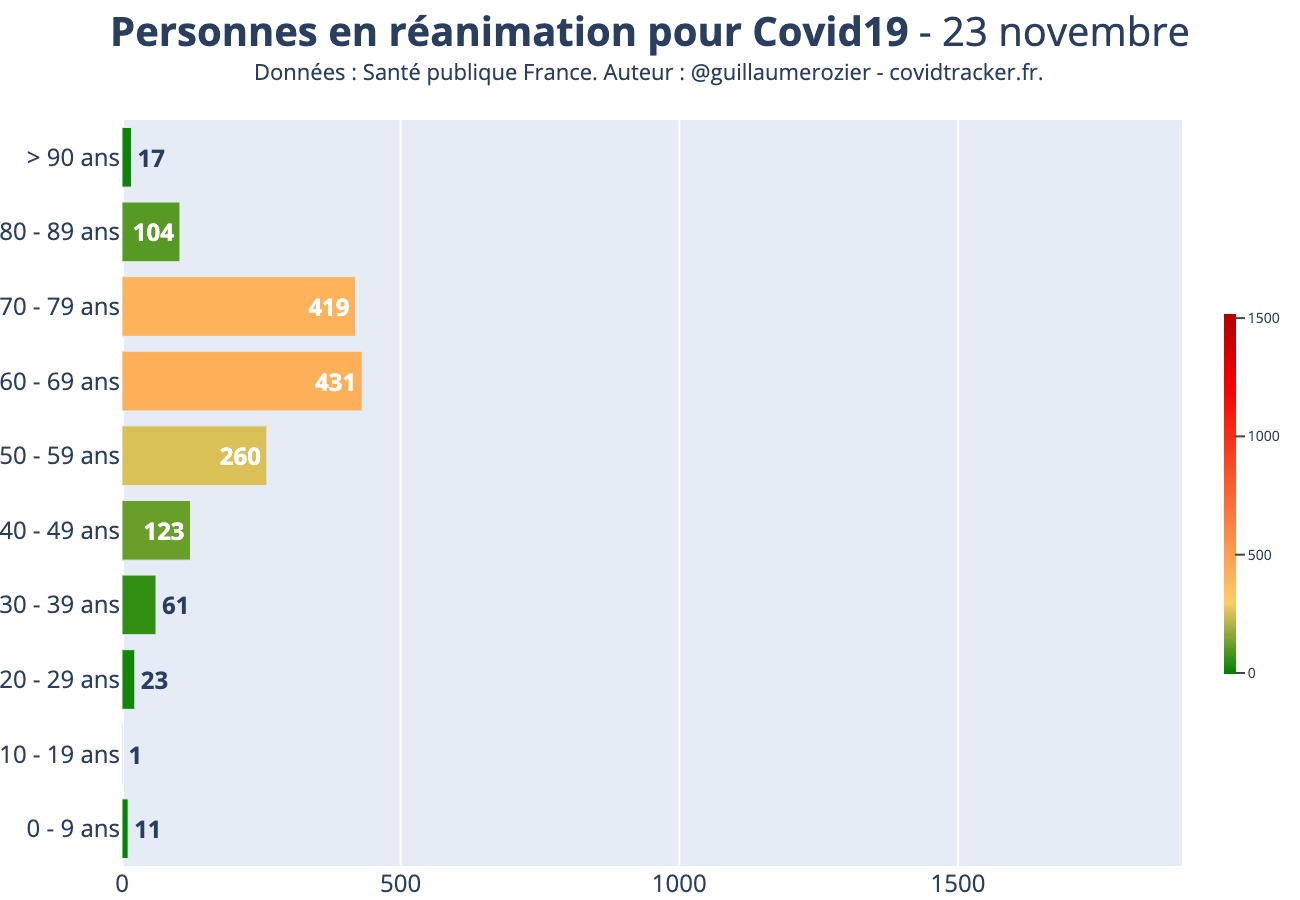 Personnes en réanimation pour Covid19 - 23 novembre
Données : Santé publique France. Auteur : @guillaumerozier - covidtracker.fr.
> 90 ans 17
80 - 89 ans 104
70 - 79 ans 419
60 - 69 ans 431
50 - 59 ans 260
40 - 49 ans 123
30 - 39 ans 61
20 - 29 ans 23
10 - 19 ans 1
0 - 9 ans 11
0 500 1000 1500
1500
1000
500
0